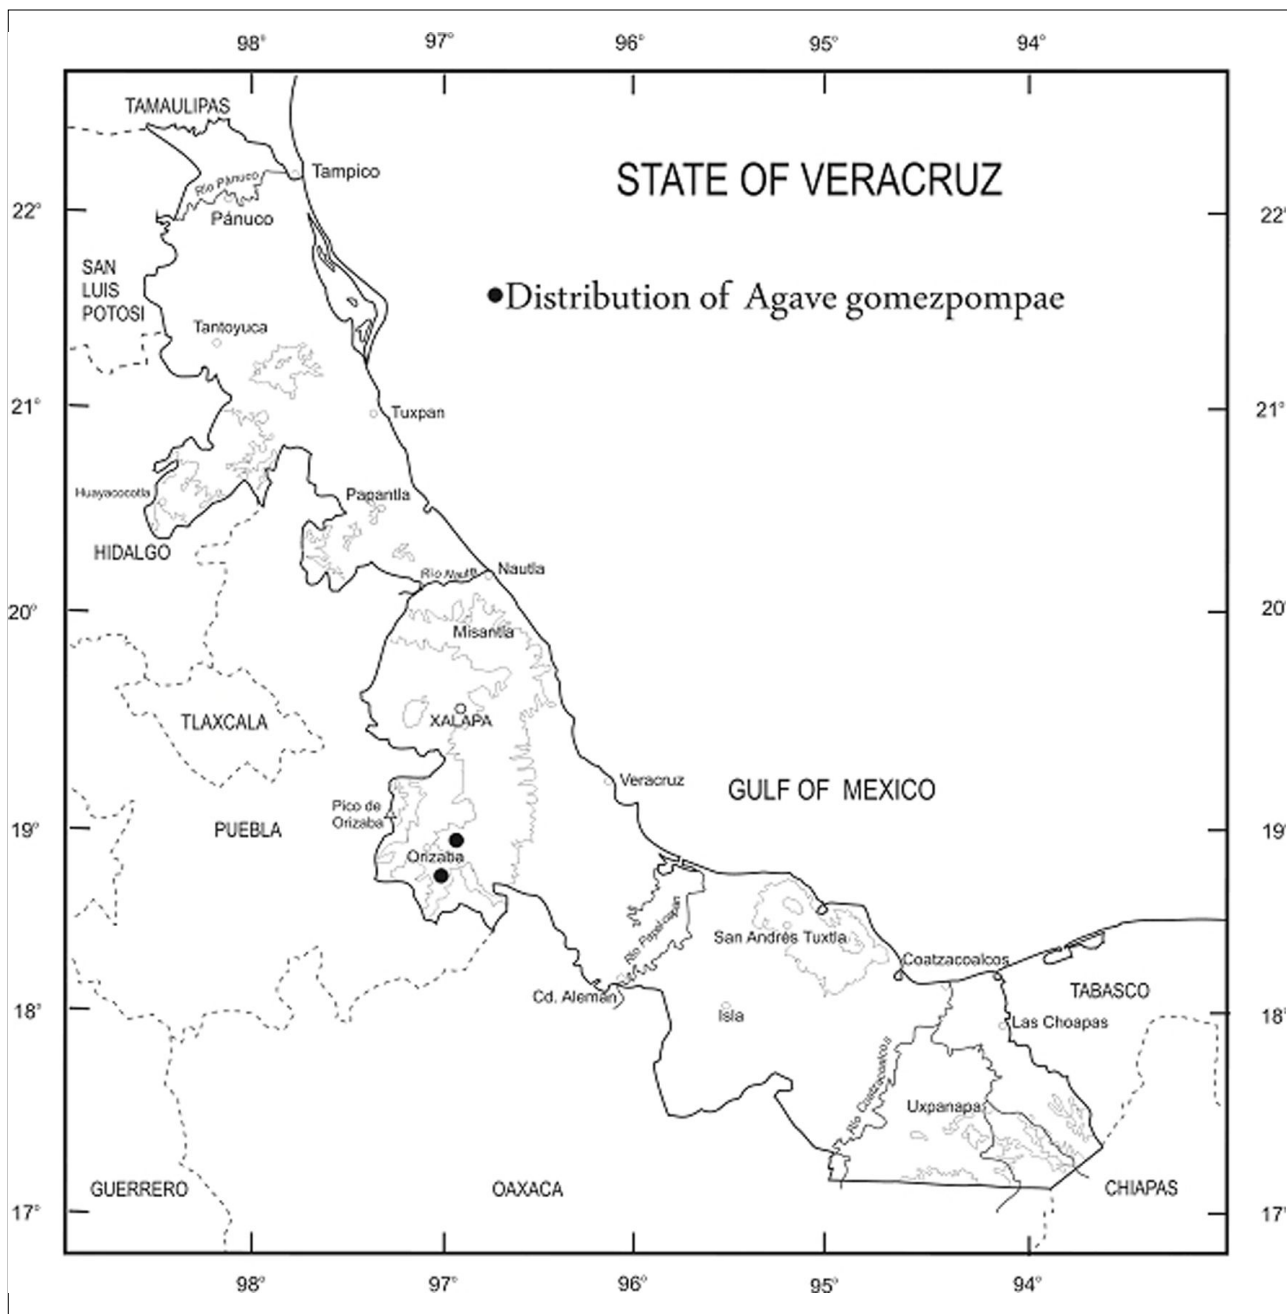 98° 97° 96° 95° 94°
TAMAULIPAS
Tampico
STATE OF VERACRUZ
Río Pánuco
Pánuco
22° 22°
SAN
LUIS
POTOSI
●Distribution of Agave gomezpompae
Tantoyuca
21° 21°
Tuxpan
Huayacocotla
Papantla
HIDALGO
Río Nautla
Nautla
20° 20°
Misantla
TLAXCALA
XALAPA
Veracruz
GULF OF MEXICO
Pico de
Orizaba
PUEBLA
19° 19°
Orizaba
Río Papaloapan
San Andrés Tuxtla
Coatzacoalcos
Cd. Alemán
TABASCO
18° 18°
Isla
Las Choapas
Río Coatzacoalcos
Uxpanapa
GUERRERO
OAXACA
CHIAPAS
17° 17°
98° 97° 96° 95° 94°